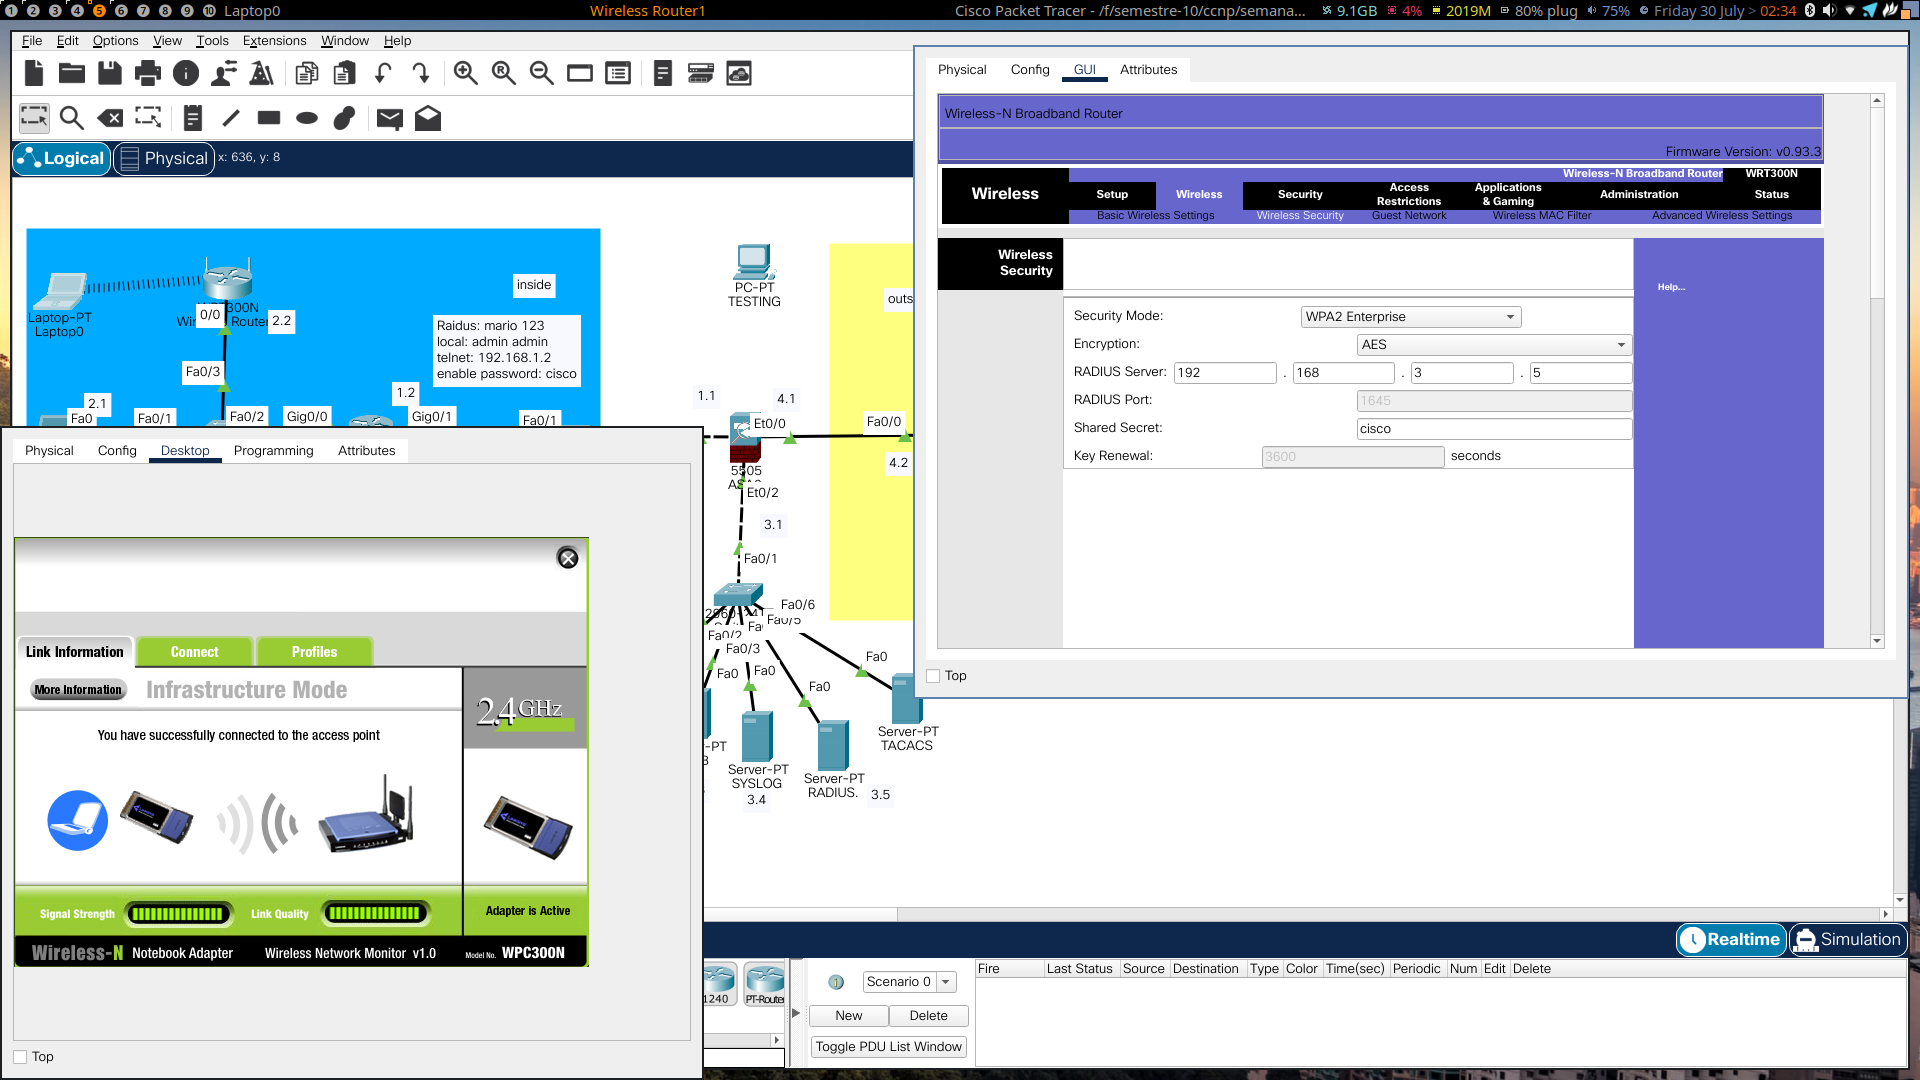 1 2 3 4 5 6 7 8 9 10 Laptop0
Wireless Router1
Cisco Packet Tracer - /f/semestre-10/ccnp/semana...
9.1GB 4% 2019M 80% plug 75% Friday 30 July > 02:34
File Edit Options View Tools Extensions Window Help
Logical Physical x: 636, y: 8
Laptop-PT
Laptop0
0/0
2.2
Fa0/3
inside
Raidus: mario 123
local: admin admin
telnet: 192.168.1.2
enable password: cisco
2.1
Fa0
Fa0/1
Fa0/2
Gig0/0
1.2
Gig0/1
Fa0/1
PC-PT
TESTING
outs
1.1
4.1
Et0/0
Fa0/0
4.2
5505
Et0/2
3.1
Fa0/1
Fa0/6
Fa0/5
Fa0/2
Fa0/3
Fa0
Fa0
Fa0
Fa0
Server-PT
SYSLOG
3.4
Server-PT
RADIUS.
3.5
Server-PT
TACACS
Physical Config GUI Attributes
Wireless-N Broadband Router
Firmware Version: v0.93.3
Wireless-N Broadband Router WRT300N
Wireless
Setup Wireless Security Access Restrictions Applications & Gaming Administration Status
Basic Wireless Settings Wireless Security Guest Network Wireless MAC Filter Advanced Wireless Settings
Wireless
Security
Help...
Security Mode: WPA2 Enterprise
Encryption: AES
RADIUS Server: 192 . 168 . 3 . 5
RADIUS Port: 1645
Shared Secret: cisco
Key Renewal: 3600 seconds
Top
Physical Config Desktop Programming Attributes
Link Information Connect Profiles
More Information Infrastructure Mode
2.4GHz
You have successfully connected to the access point
Signal Strength Link Quality
Adapter is Active
Wireless-N Notebook Adapter Wireless Network Monitor v1.0 Model No. WPC300N
Top
Realtime Simulation
1240 PT-Router
Scenario 0
New Delete
Toggle PDU List Window
Fire Last Status Source Destination Type Color Time(sec) Periodic Num Edit Delete